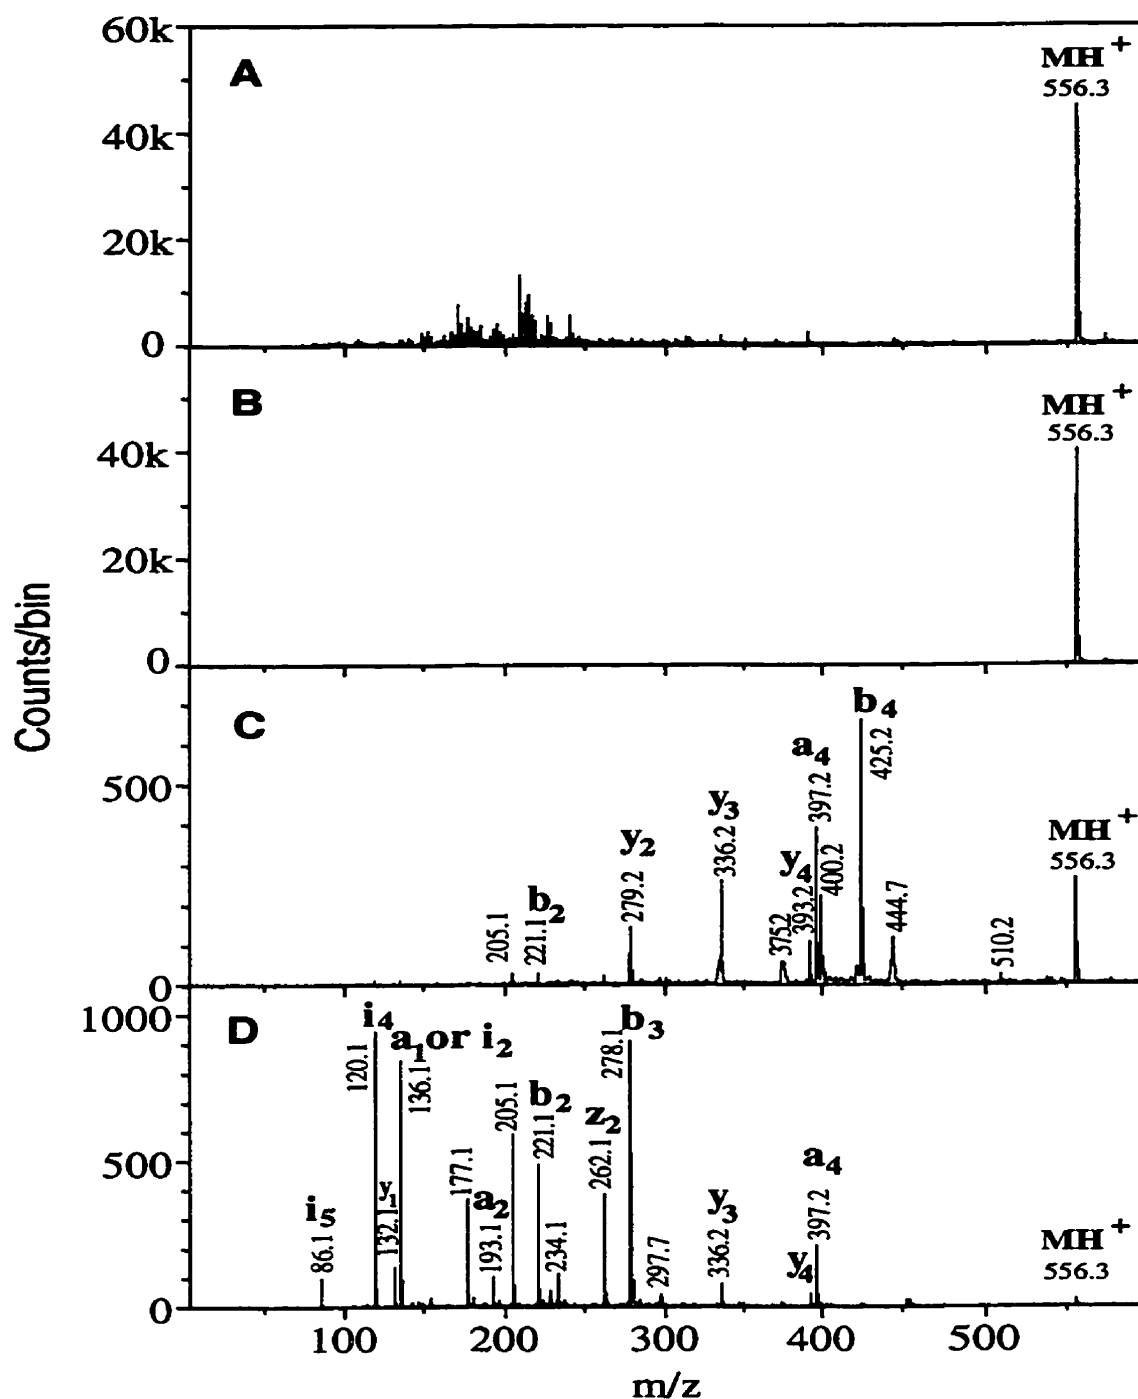 60k
A
MH +
556.3
40k
20k
0
B
MH +
556.3
40k
20k
0
Counts/bin
C
b4
425.2
a4
397.2
500
y3
336.2
y4
393.2
400.2
MH +
556.3
y2
279.2
b2
221.1
205.1
375.2
444.7
510.2
0
1000
D
i4
120.1
a1 or i2
136.1
b3
278.1
205.1
b2
221.1
z2
262.1
500
177.1
a2
193.1
y1
132.1
i5
86.1
234.1
297.7
y3
336.2
a4
397.2
y4
MH +
556.3
0
100 200 300 400 500
m/z